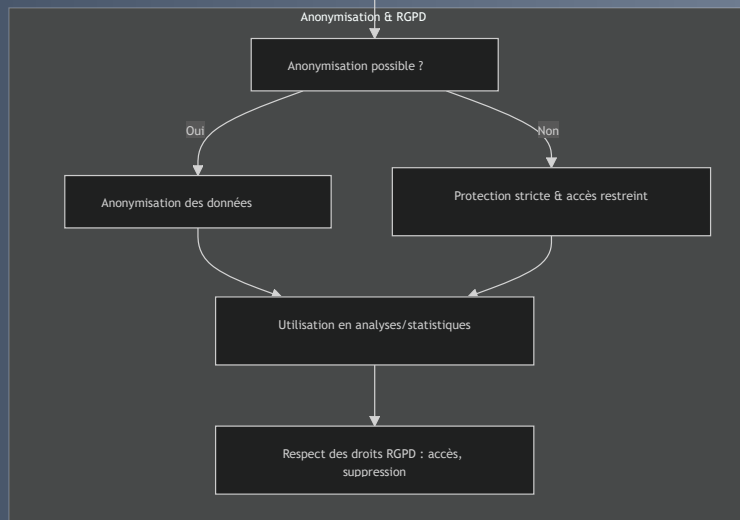 Anonymisation & RGPD
Anonymisation possible ?
Oui
Non
Anonymisation des données
Protection stricte & accès restreint
Utilisation en analyses/statistiques
Respect des droits RGPD : accès,
suppression